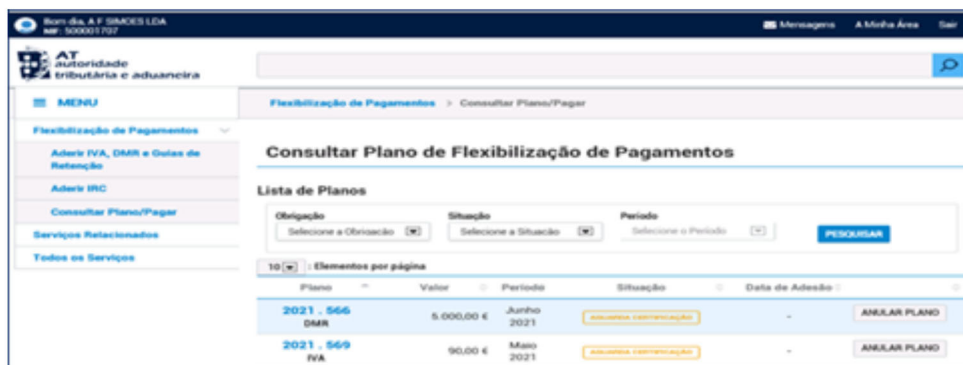 Bom dia, A F SIMOES LDA
NIF: 500001707
Mensagens A Minha Área Sair
AT
autoridade
tributária e aduaneira
MENU
Flexibilização de Pagamentos > Consultar Plano/Pagar
Flexibilização de Pagamentos
Aderir IVA, DMR e Guias de
Retenção
Aderir IRC
Consultar Plano/Pagar
Serviços Relacionados
Todos os Serviços
Consultar Plano de Flexibilização de Pagamentos
Lista de Planos
Obrigação Situação Período
Selecione a Obrigação Selecione a Situacão Selecione o Período PESQUISAR
10 : Elementos por página
Plano Valor Período Situação Data de Adesão
2021 . 566 5.000,00 € Junho AGUARDA CERTIFICAÇÃO - ANULAR PLANO
DMR 2021
2021 . 569 90,00 € Maio AGUARDA CERTIFICAÇÃO - ANULAR PLANO
IVA 2021